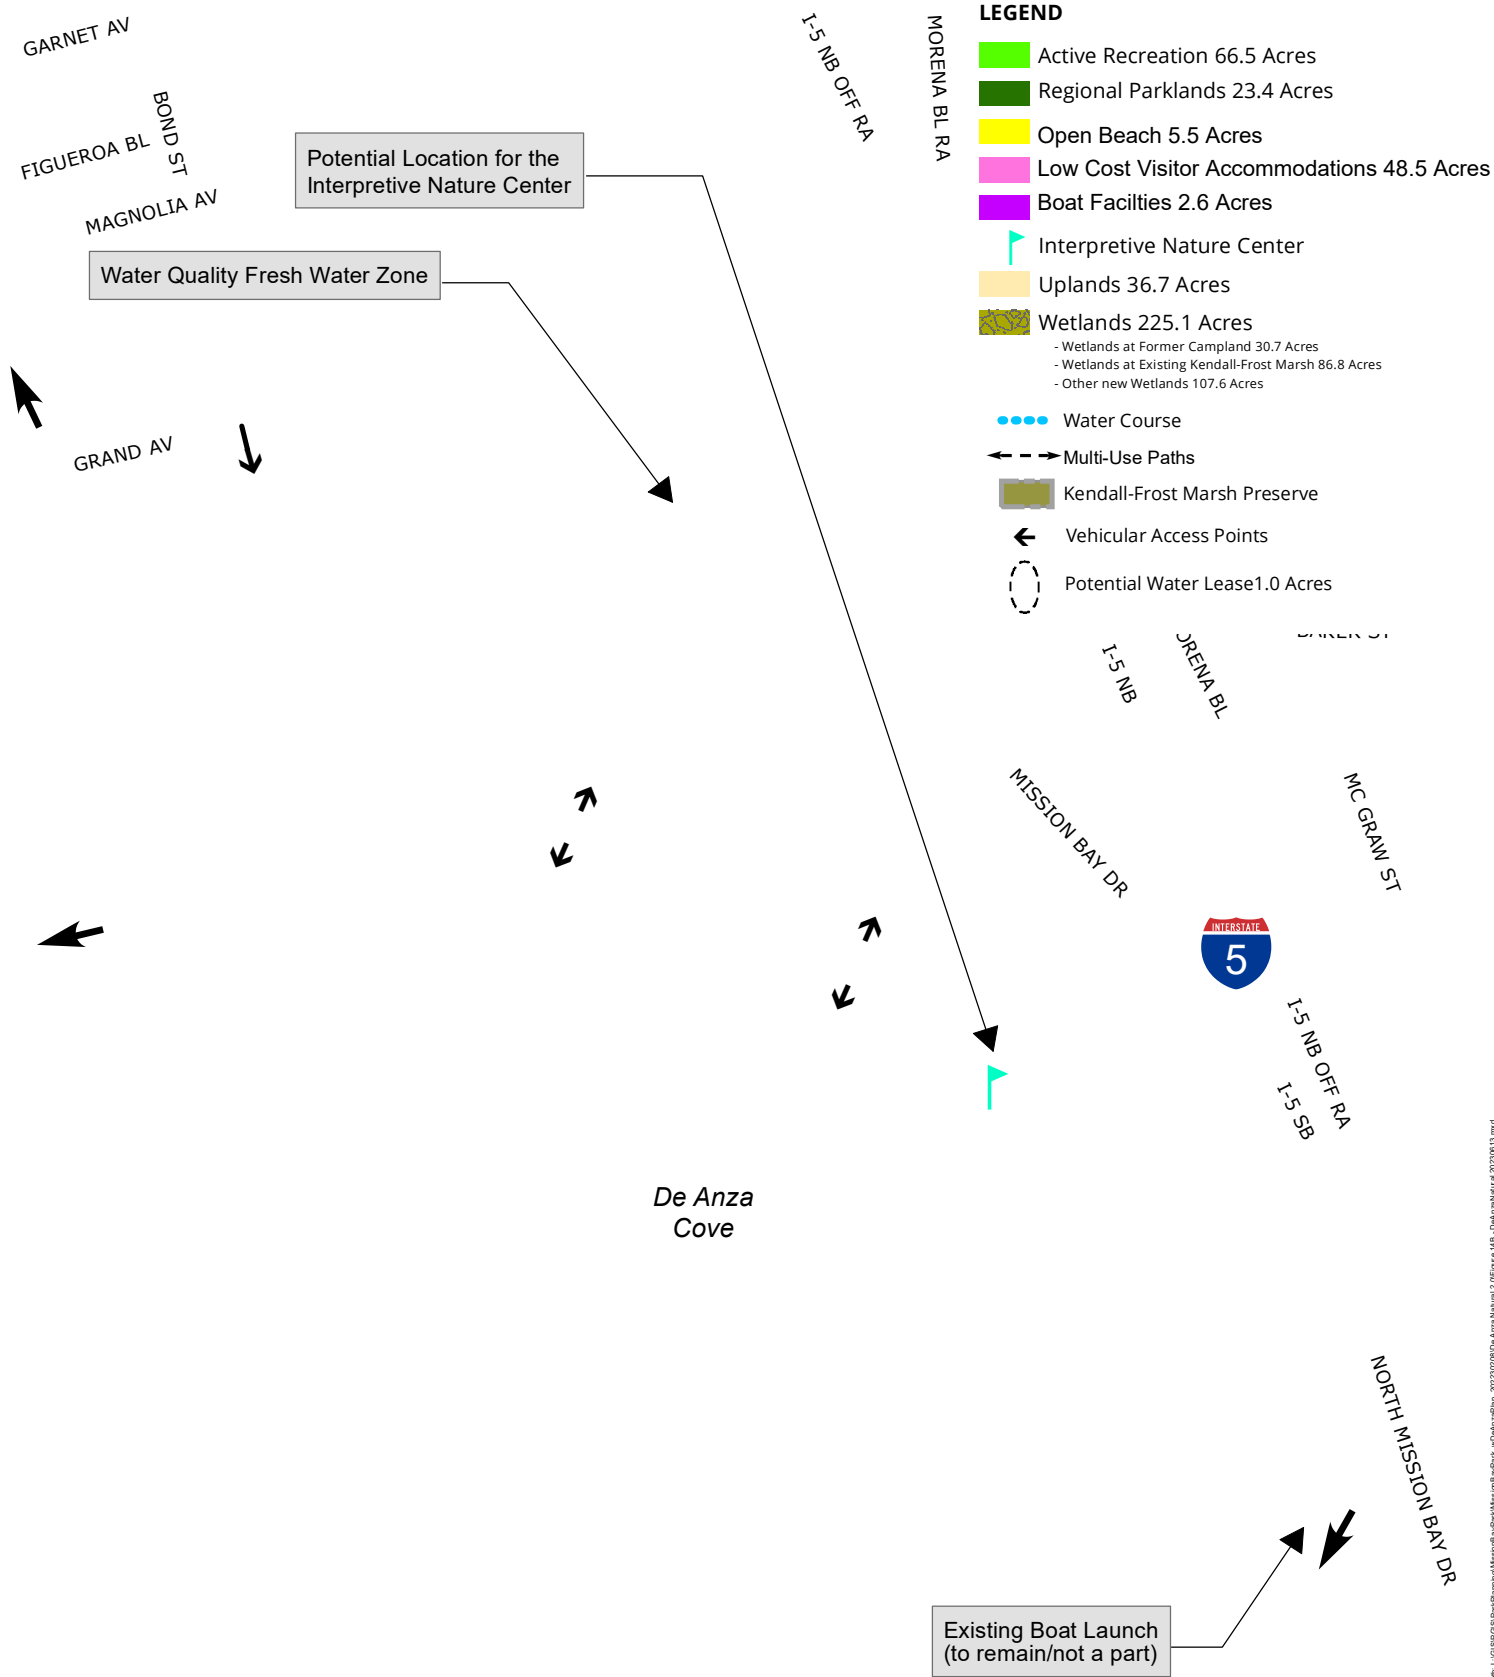 GARNET AV
BOND ST
FIGUEROA BL
MAGNOLIA AV
Potential Location for the
Interpretive Nature Center
Water Quality Fresh Water Zone
GRAND AV
I-5 NB OFF RA
MORENA BL RA
LEGEND
Active Recreation 66.5 Acres
Regional Parklands 23.4 Acres
Open Beach 5.5 Acres
Low Cost Visitor Accommodations 48.5 Acres
Boat Facilties 2.6 Acres
Interpretive Nature Center
Uplands 36.7 Acres
Wetlands 225.1 Acres
- Wetlands at Former Campland 30.7 Acres
- Wetlands at Existing Kendall-Frost Marsh 86.8 Acres
- Other new Wetlands 107.6 Acres
Water Course
Multi-Use Paths
Kendall-Frost Marsh Preserve
Vehicular Access Points
Potential Water Lease1.0 Acres
I-5 NB
ORENA BL
MISSION BAY DR
MC GRAW ST
INTERSTATE
5
I-5 NB OFF RA
I-5 SB
De Anza
Cove
NORTH MISSION BAY DR
Existing Boat Launch
(to remain/not a part)